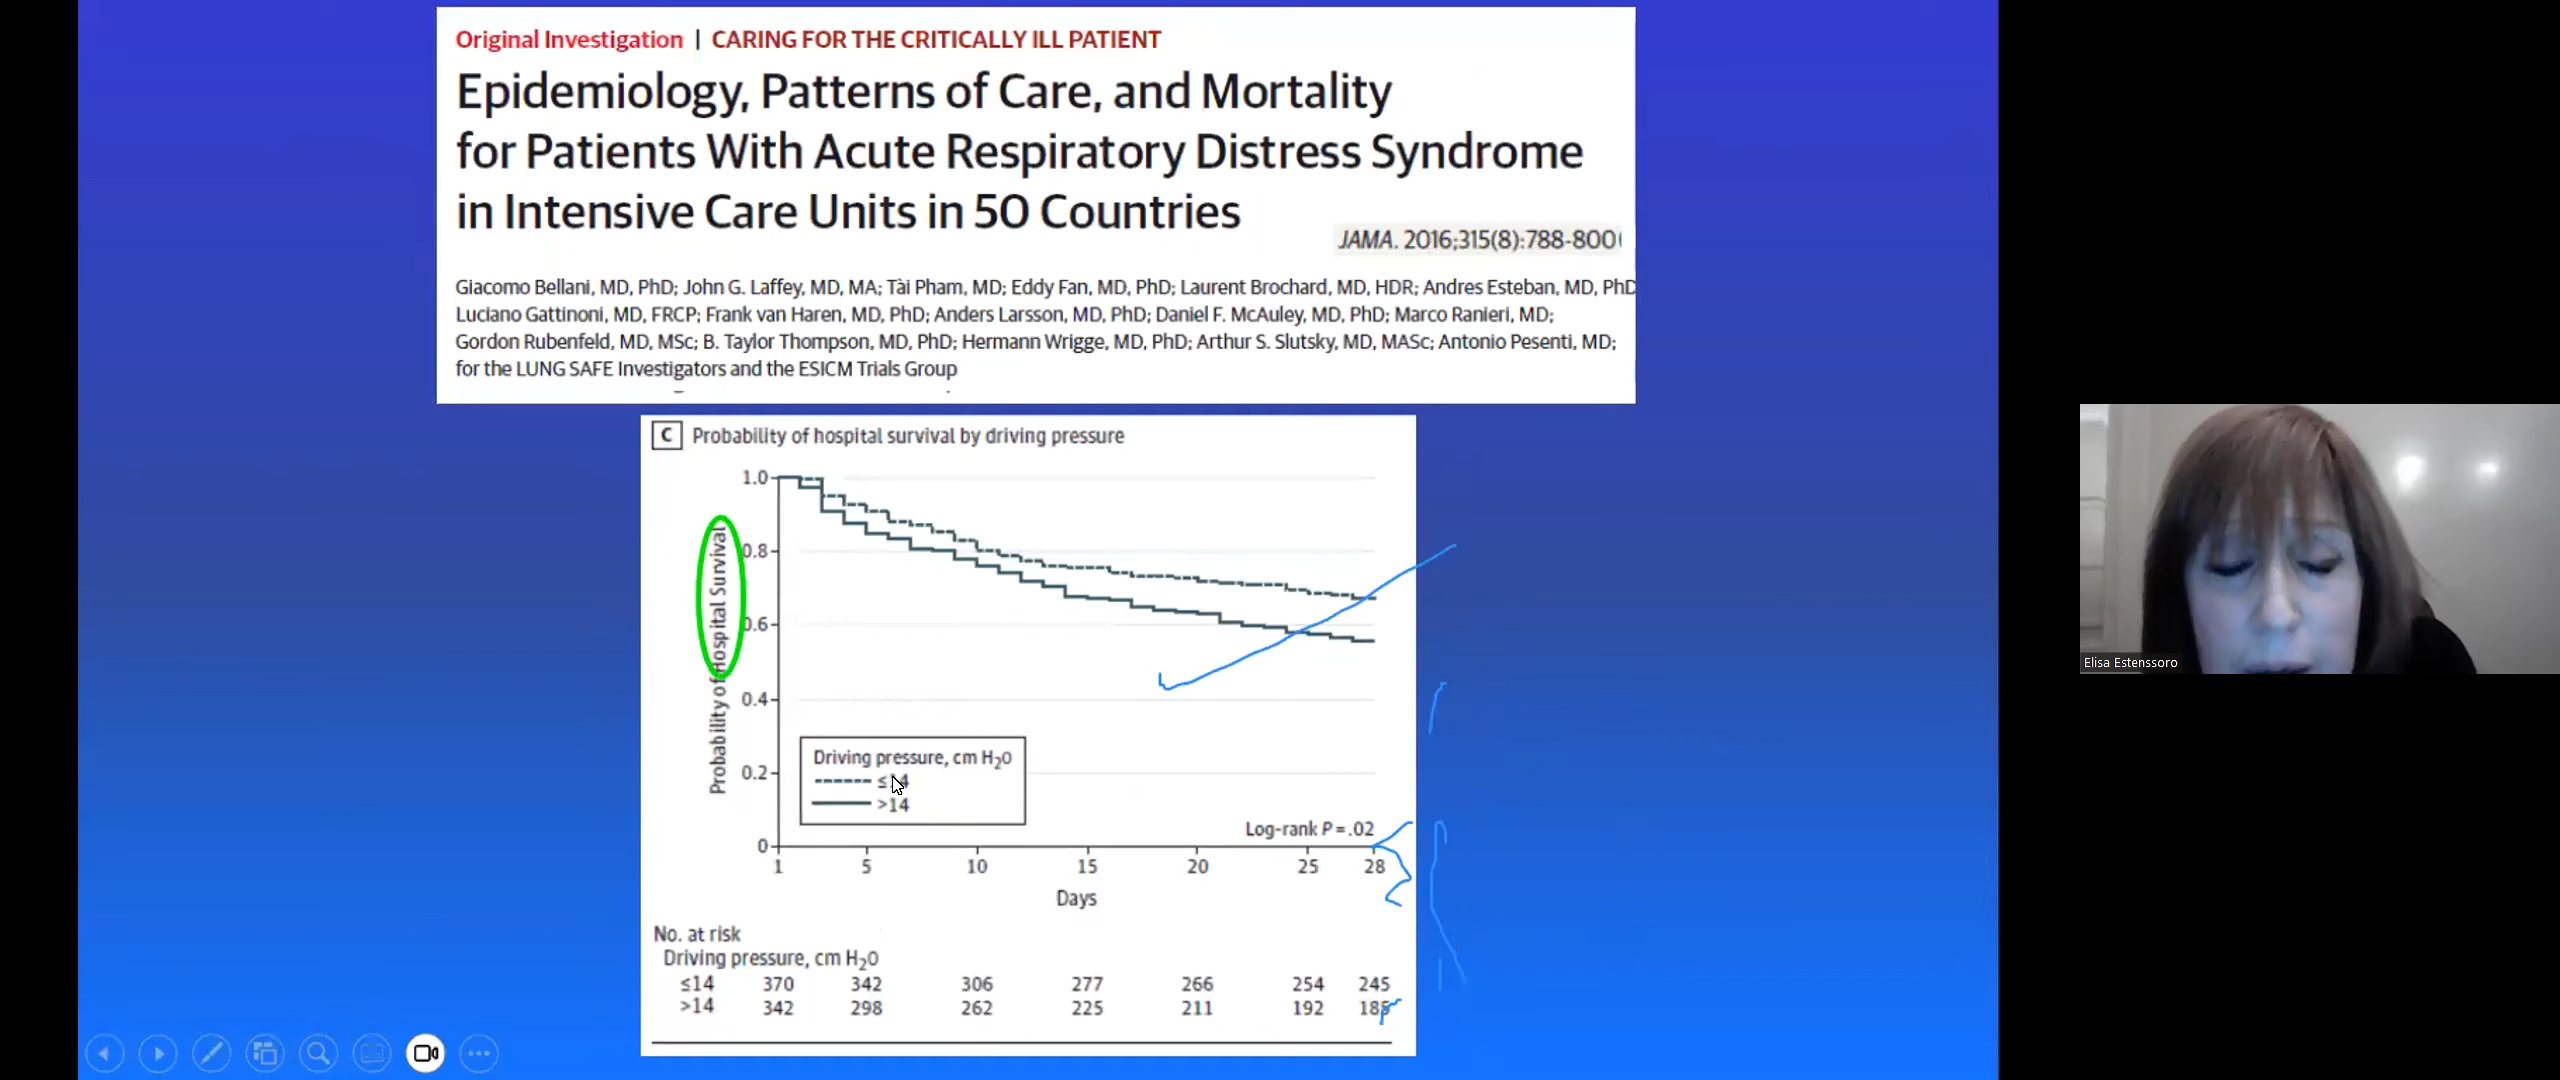 Original Investigation | CARING FOR THE CRITICALLY ILL PATIENT
Epidemiology, Patterns of Care, and Mortality
for Patients With Acute Respiratory Distress Syndrome
in Intensive Care Units in 50 Countries
JAMA. 2016;315(8):788-800
Giacomo Bellani, MD, PhD; John G. Laffey, MD, MA; Tài Pham, MD; Eddy Fan, MD, PhD; Laurent Brochard, MD, HDR; Andres Esteban, MD, PhD
Luciano Gattinoni, MD, FRCP; Frank van Haren, MD, PhD; Anders Larsson, MD, PhD; Daniel F. McAuley, MD, PhD; Marco Ranieri, MD;
Gordon Rubenfeld, MD, MSc; B. Taylor Thompson, MD, PhD; Hermann Wrigge, MD, PhD; Arthur S. Slutsky, MD, MASc; Antonio Pesenti, MD;
for the LUNG SAFE Investigators and the ESICM Trials Group
C Probability of hospital survival by driving pressure
Probability of Hospital Survival
1.0
0.8
0.6
0.4
0.2
0
Driving pressure, cm H2O
>14
Log-rank P = .02
1 5 10 15 20 25 28
Days
No. at risk
Driving pressure, cm H2O
≤14 370 342 306 277 266 254 245
>14 342 298 262 225 211 192
Elisa Estenssoro